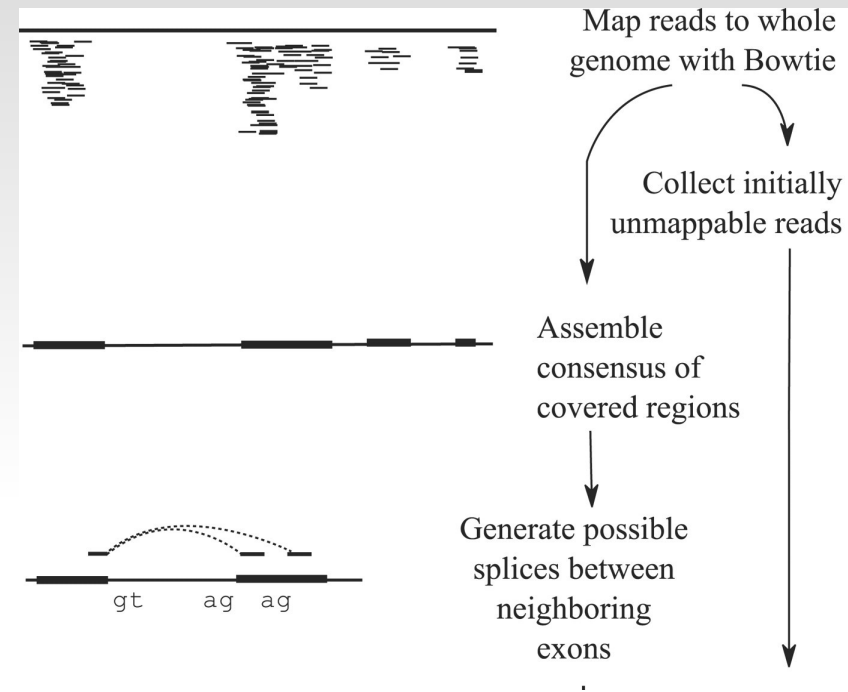 Map reads to whole
genome with Bowtie
Collect initially
unmappable reads
Assemble
consensus of
covered regions
Generate possible
splices between
neighboring
exons
gt ag ag